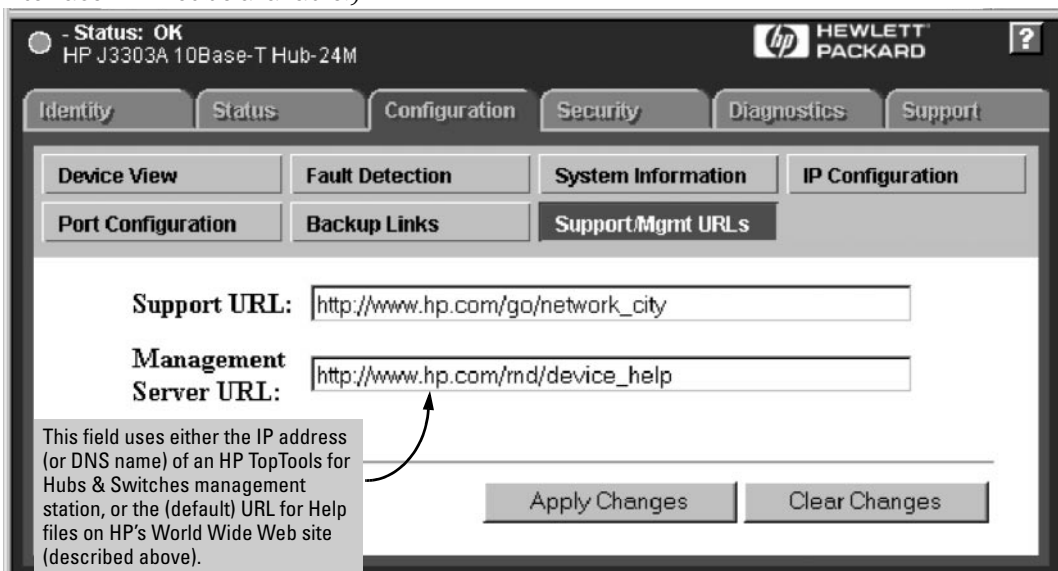 - Status: OK
HP J3303A 10Base-T Hub-24M
hp HEWLETT
PACKARD
?
Identity Status Configuration Security Diagnostics Support
Device View Fault Detection System Information IP Configuration
Port Configuration Backup Links Support/Mgmt URLs
Support URL: http://www.hp.com/go/network_city
Management
Server URL: http://www.hp.com/rnd/device_help
This field uses either the IP address
(or DNS name) of an HP TopTools for
Hubs & Switches management
station, or the (default) URL for Help
files on HP's World Wide Web site
(described above).
Apply Changes Clear Changes